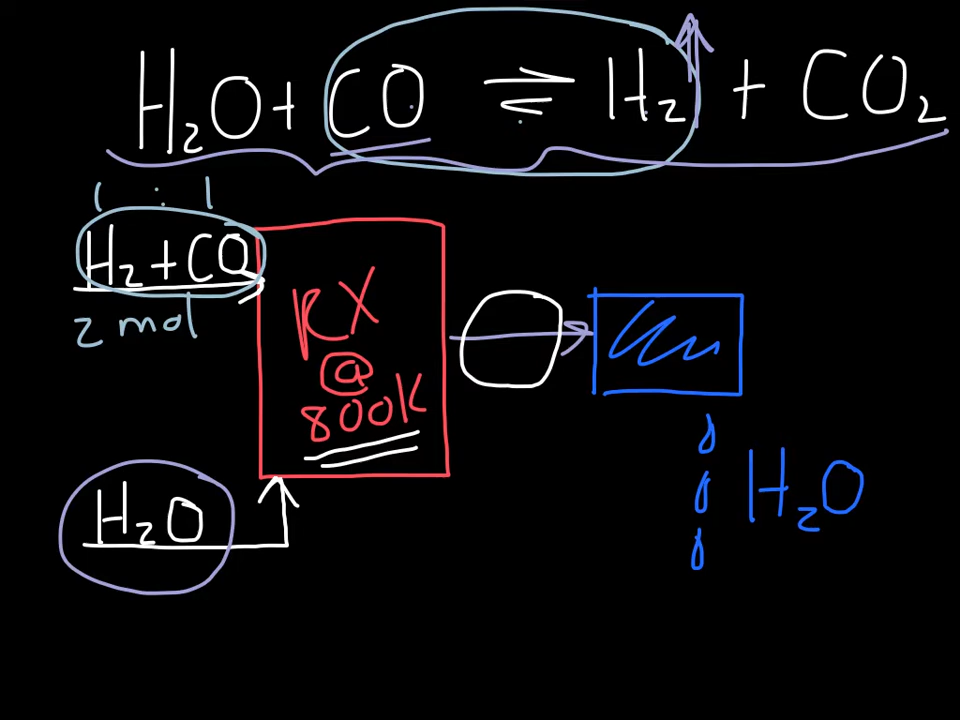 H₂O + CO ⇌ H₂ + CO₂
1 : 1
H₂ + CO
2 mol
RX
@
800K
H₂O
H₂O